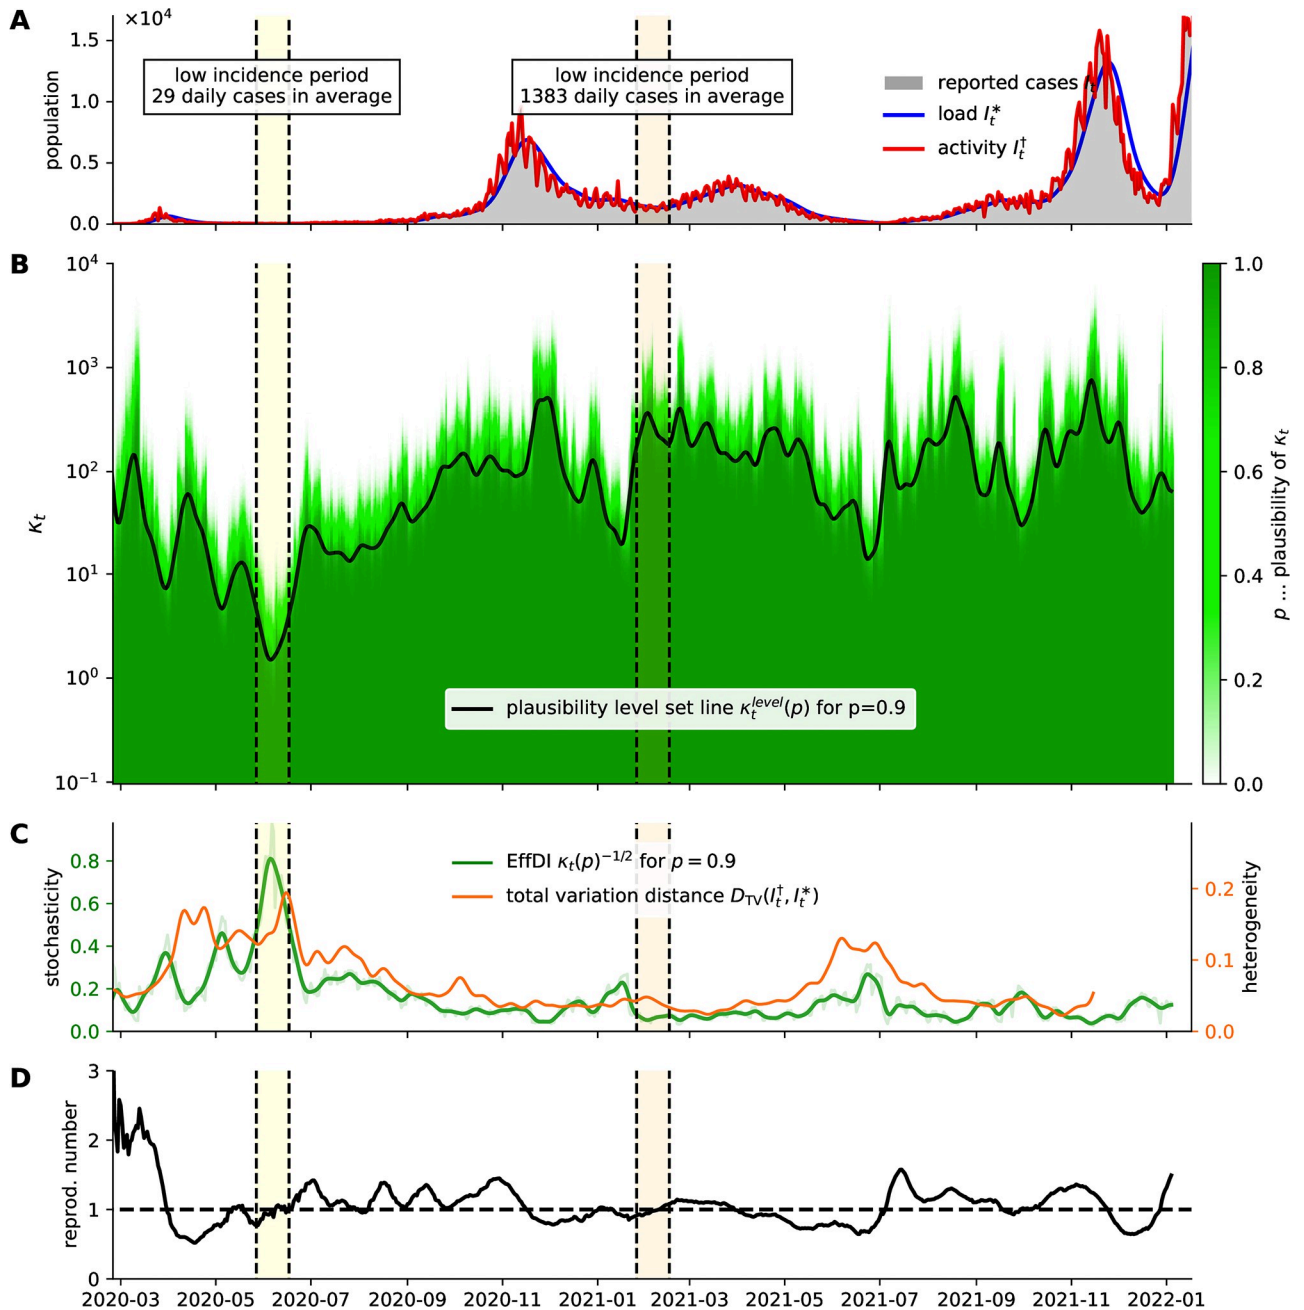 A
×10⁴
1.5
1.0
0.5
0.0
population
low incidence period
29 daily cases in average
low incidence period
1383 daily cases in average
reported cases
load I*ₜ
activity I†ₜ
B
10⁴
10³
10²
10¹
10⁰
10⁻¹
κₜ
plausibility level set line κₜˡᵉᵛᵉˡ(p) for p=0.9
1.0
0.8
0.6
0.4
0.2
0.0
p ... plausibility of κₜ
C
0.8
0.6
0.4
0.2
0.0
stochasticity
EffDI κₜ(p)⁻¹ᐟ² for p = 0.9
total variation distance D_TV(I†ₜ, I*ₜ)
0.2
0.1
0.0
heterogeneity
D
3
2
1
0
reprod. number
2020-03 2020-05 2020-07 2020-09 2020-11 2021-01 2021-03 2021-05 2021-07 2021-09 2021-11 2022-01